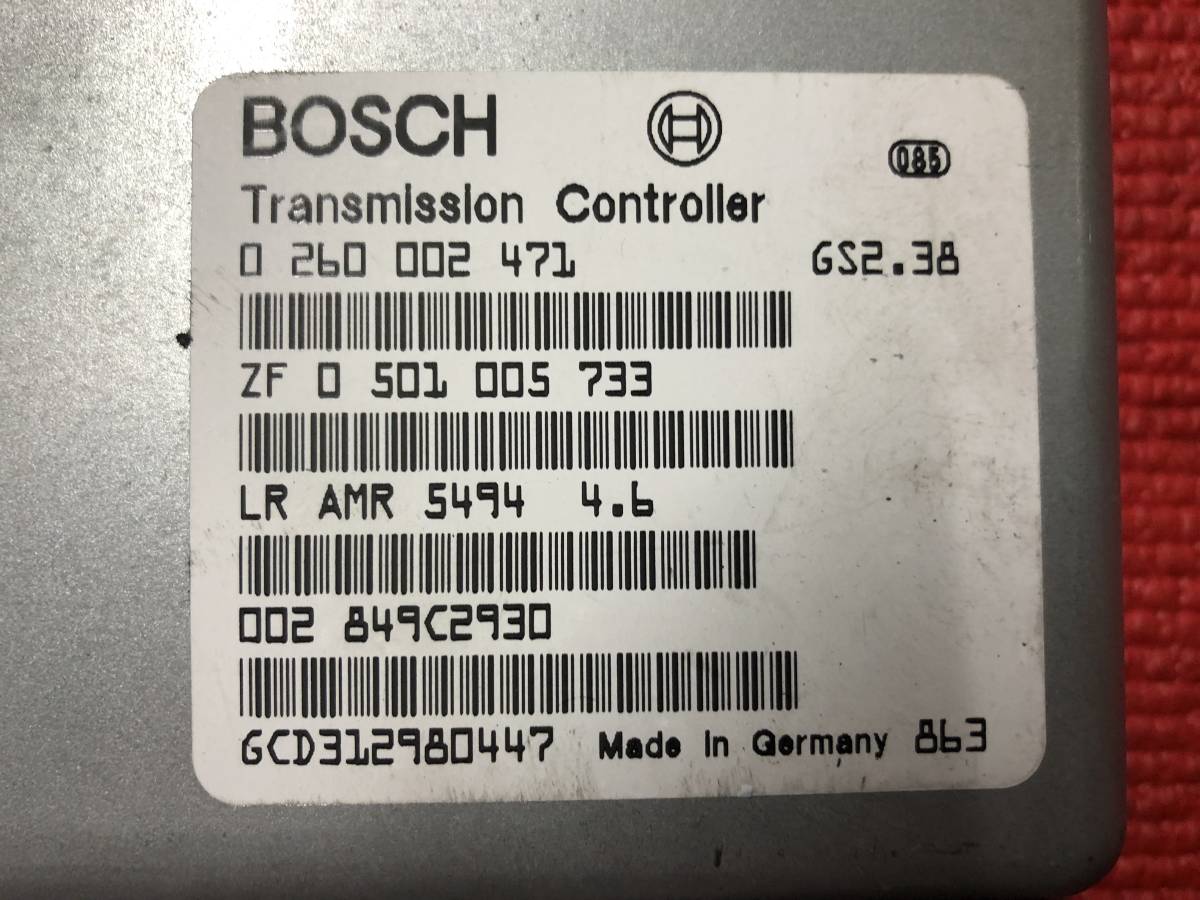 BOSCH
085
Transmission Controller
0 260 002 471 GS2.38
ZF 0 501 005 733
LR AMR 5494 4.6
002 849C2930
GCD312980447 Made in Germany 863